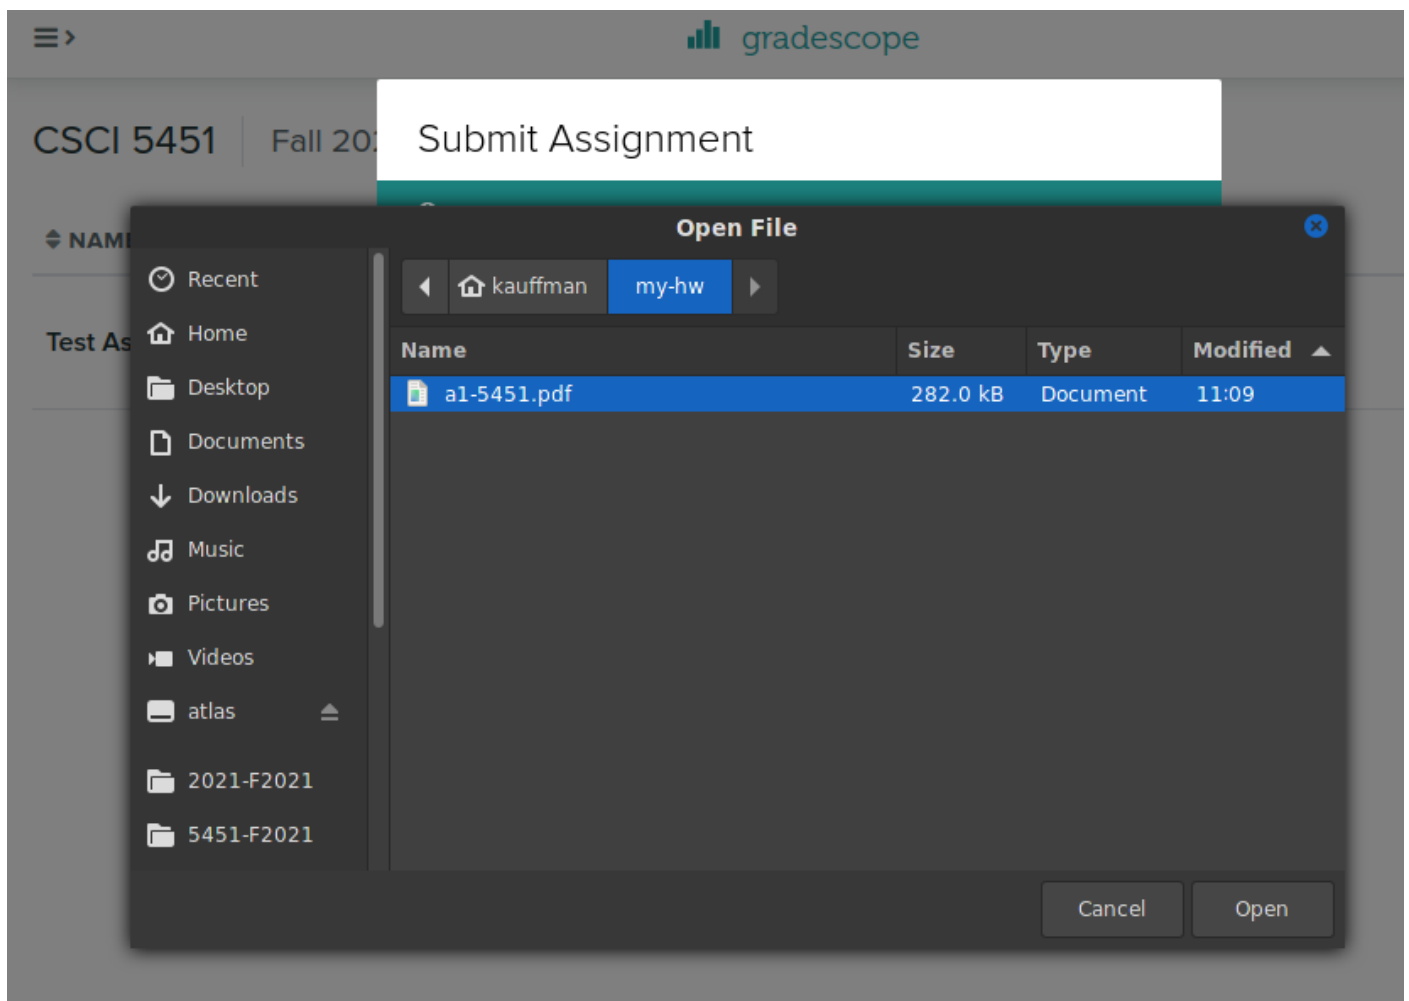 gradescope
CSCI 5451
Fall 20
Submit Assignment
NAM
Test As
Open File
Recent
Home
Desktop
Documents
Downloads
Music
Pictures
Videos
atlas
2021-F2021
5451-F2021
kauffman my-hw
Name Size Type Modified
a1-5451.pdf 282.0 kB Document 11:09
Cancel Open